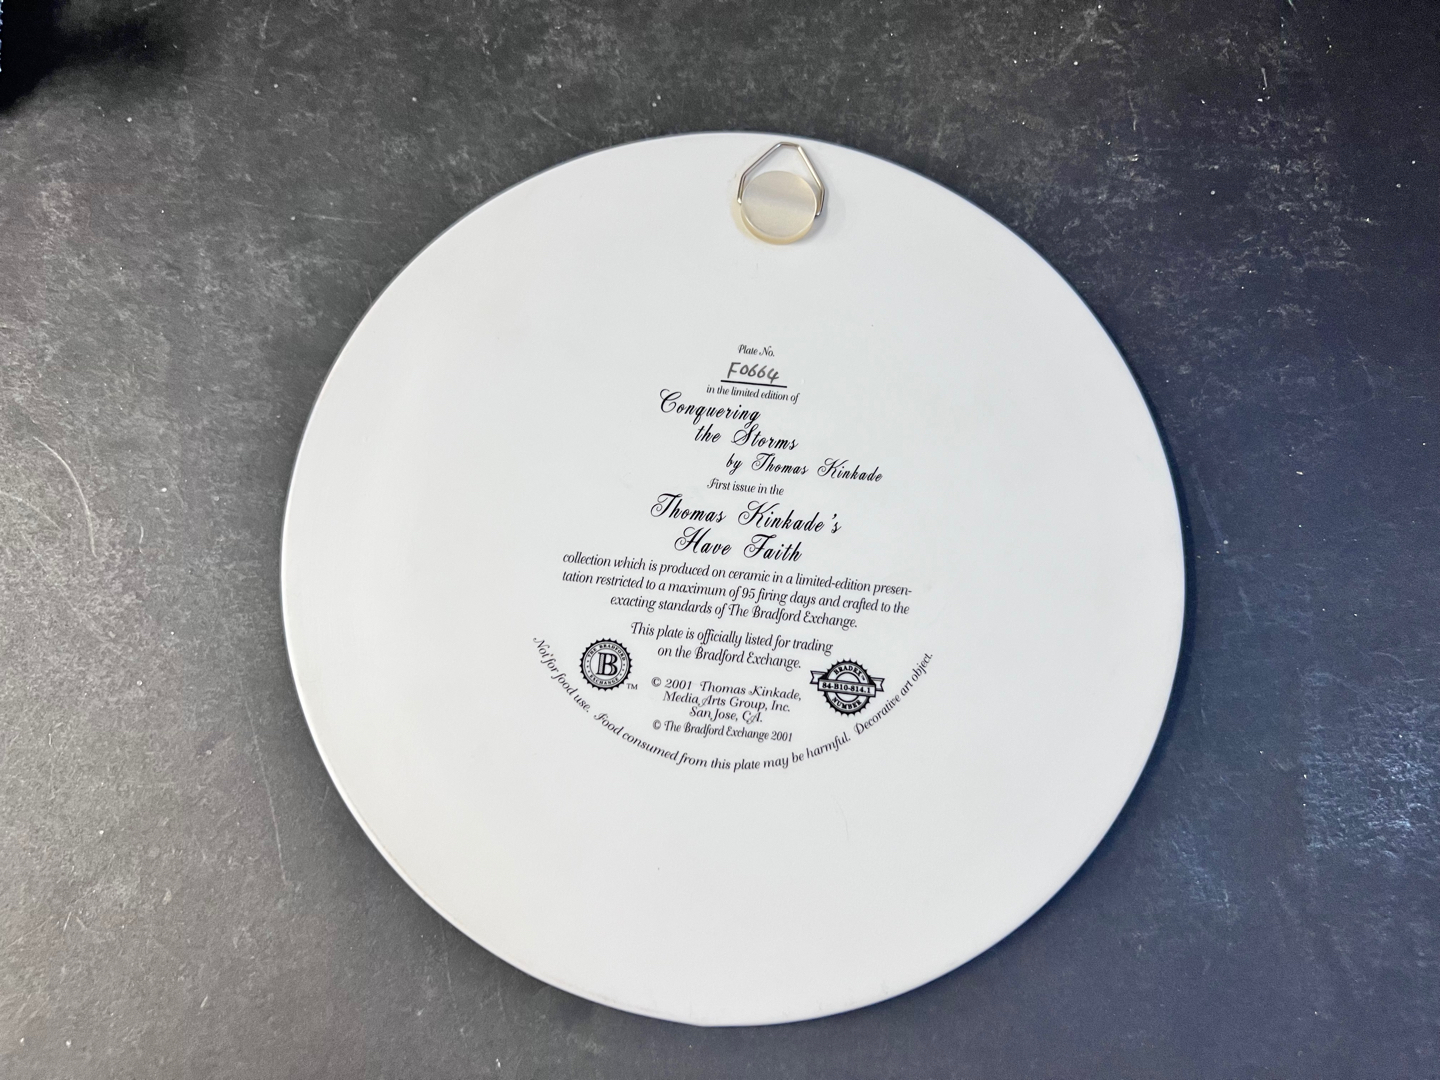 Plate No.
F0664
in the limited edition of
Conquering
the Storms
by Thomas Kinkade
First issue in the
Thomas Kinkade's
Have Faith
collection which is produced on ceramic in a limited-edition presen-
tation restricted to a maximum of 95 firing days and crafted to the
exacting standards of The Bradford Exchange.
This plate is officially listed for trading
on the Bradford Exchange.
THE BRADFORD
B
EXCHANGE
TM
BRADEX™
84-B10-814.1
NUMBER
© 2001 Thomas Kinkade,
Media Arts Group, Inc.
San Jose, CA.
© The Bradford Exchange 2001
Not for food use. Food consumed from this plate may be harmful. Decorative art object.